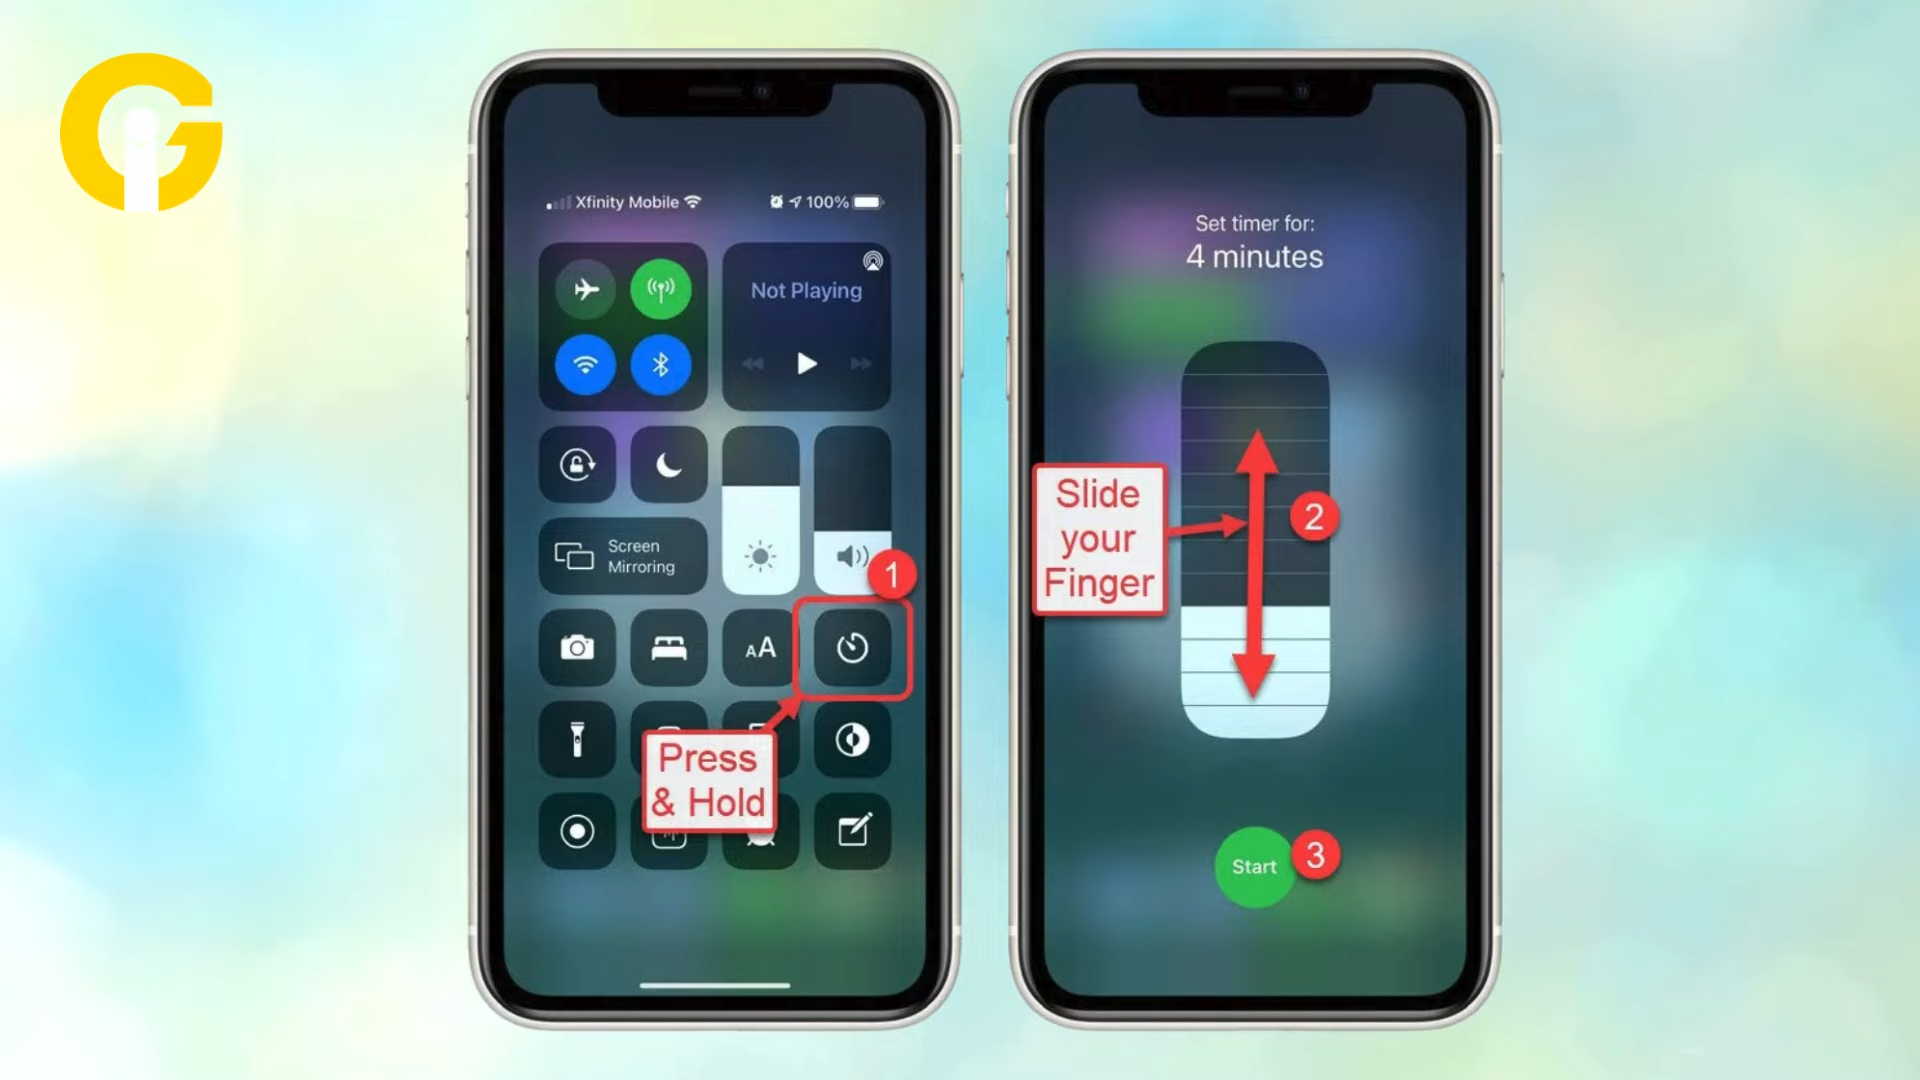 Xfinity Mobile
100%
Not Playing
Screen
Mirroring
AA
1
Press
& Hold
Set timer for:
4 minutes
Slide
your
Finger
2
Start
3